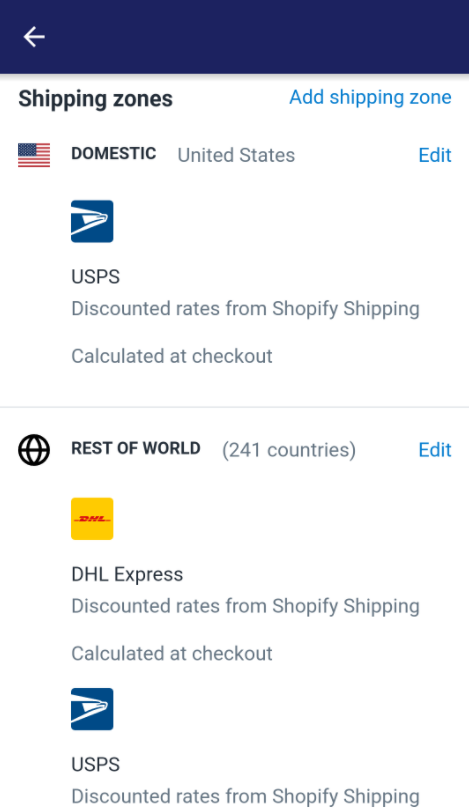 Shipping zones Add shipping zone
DOMESTIC United States Edit
USPS
Discounted rates from Shopify Shipping
Calculated at checkout
REST OF WORLD (241 countries) Edit
DHL
DHL Express
Discounted rates from Shopify Shipping
Calculated at checkout
USPS
Discounted rates from Shopify Shipping